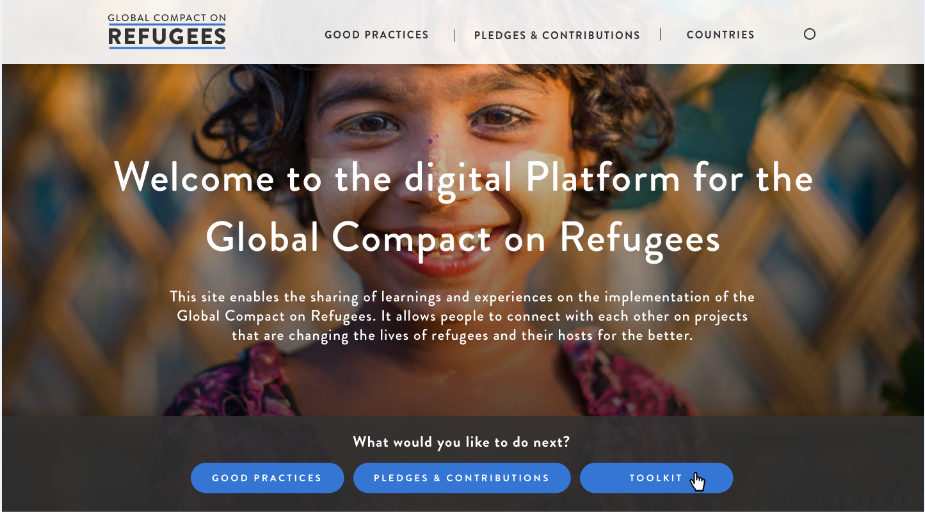 GLOBAL COMPACT ON
REFUGEES
GOOD PRACTICES | PLEDGES & CONTRIBUTIONS | COUNTRIES
Welcome to the digital Platform for the
Global Compact on Refugees
This site enables the sharing of learnings and experiences on the implementation of the
Global Compact on Refugees. It allows people to connect with each other on projects
that are changing the lives of refugees and their hosts for the better.
What would you like to do next?
GOOD PRACTICES PLEDGES & CONTRIBUTIONS TOOLKIT